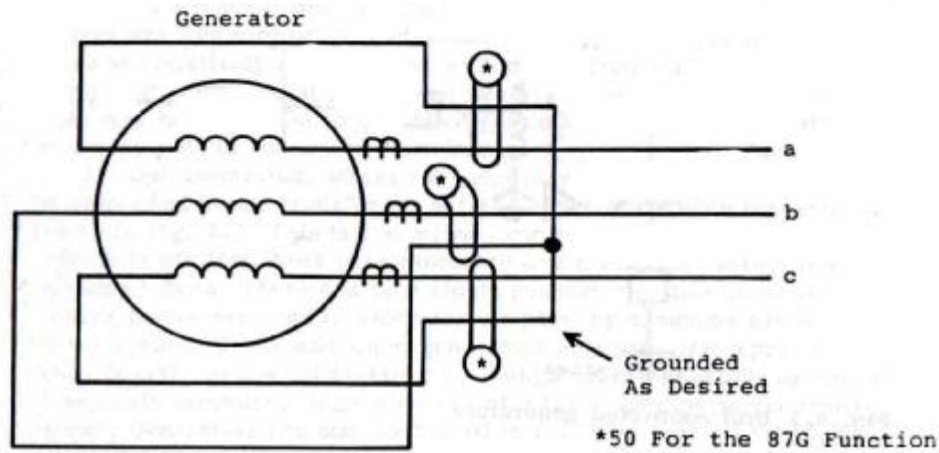 Generator
*
a
*
b
c
*
Grounded
As Desired
*50 For the 87G Function